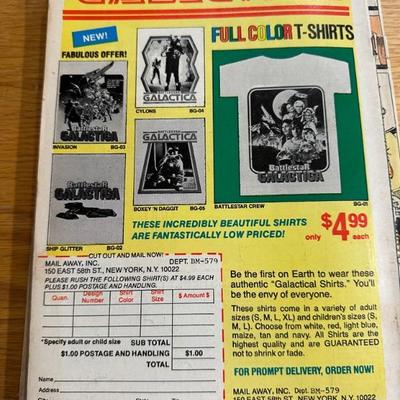 NEW!
FULL COLOR T-SHIRTS
FABULOUS OFFER!
BATTLESTAR
GALACTICA
CYLONS BG-04
Battlestar
GALACTICA
INVASION BG-03
BATTLESTAR
GALACTICA
BOXEY 'N DAGGIT BG-05
Battlestar
GALACTICA
SHIP GLITTER BG-02
Battlestar
GALACTICA
BATTLESTAR CREW BG-01
THESE INCREDIBLY BEAUTIFUL SHIRTS
ARE FANTASTICALLY LOW PRICED!
only $4.99 each
CUT OUT AND MAIL NOW!
MAIL AWAY, INC. DEPT. BM-579
150 EAST 58th ST., NEW YORK, N.Y. 10022
PLEASE RUSH THE FOLLOWING SHIRT(S) AT $4.99 EACH
PLUS $1.00 POSTAGE AND HANDLING.
Quan. Design Number Shirt Color Shirt Size $ Amount $
*Specify adult or child size SUB TOTAL
$1.00 POSTAGE AND HANDLING $1.00
TOTAL
Name
Address
Be the first on Earth to wear these
authentic "Galactical Shirts." You'll
be the envy of everyone.
These shirts come in a variety of adult
sizes (S, M, L, XL) and children's sizes (S,
M, L). Choose from white, red, light blue,
maize, tan and navy. All Shirts are the
highest quality and are GUARANTEED
not to shrink or fade.
FOR PROMPT DELIVERY, ORDER NOW!
MAIL AWAY, INC. Dept. BM-579
150 EAST 58th ST., NEW YORK, N.Y. 10022